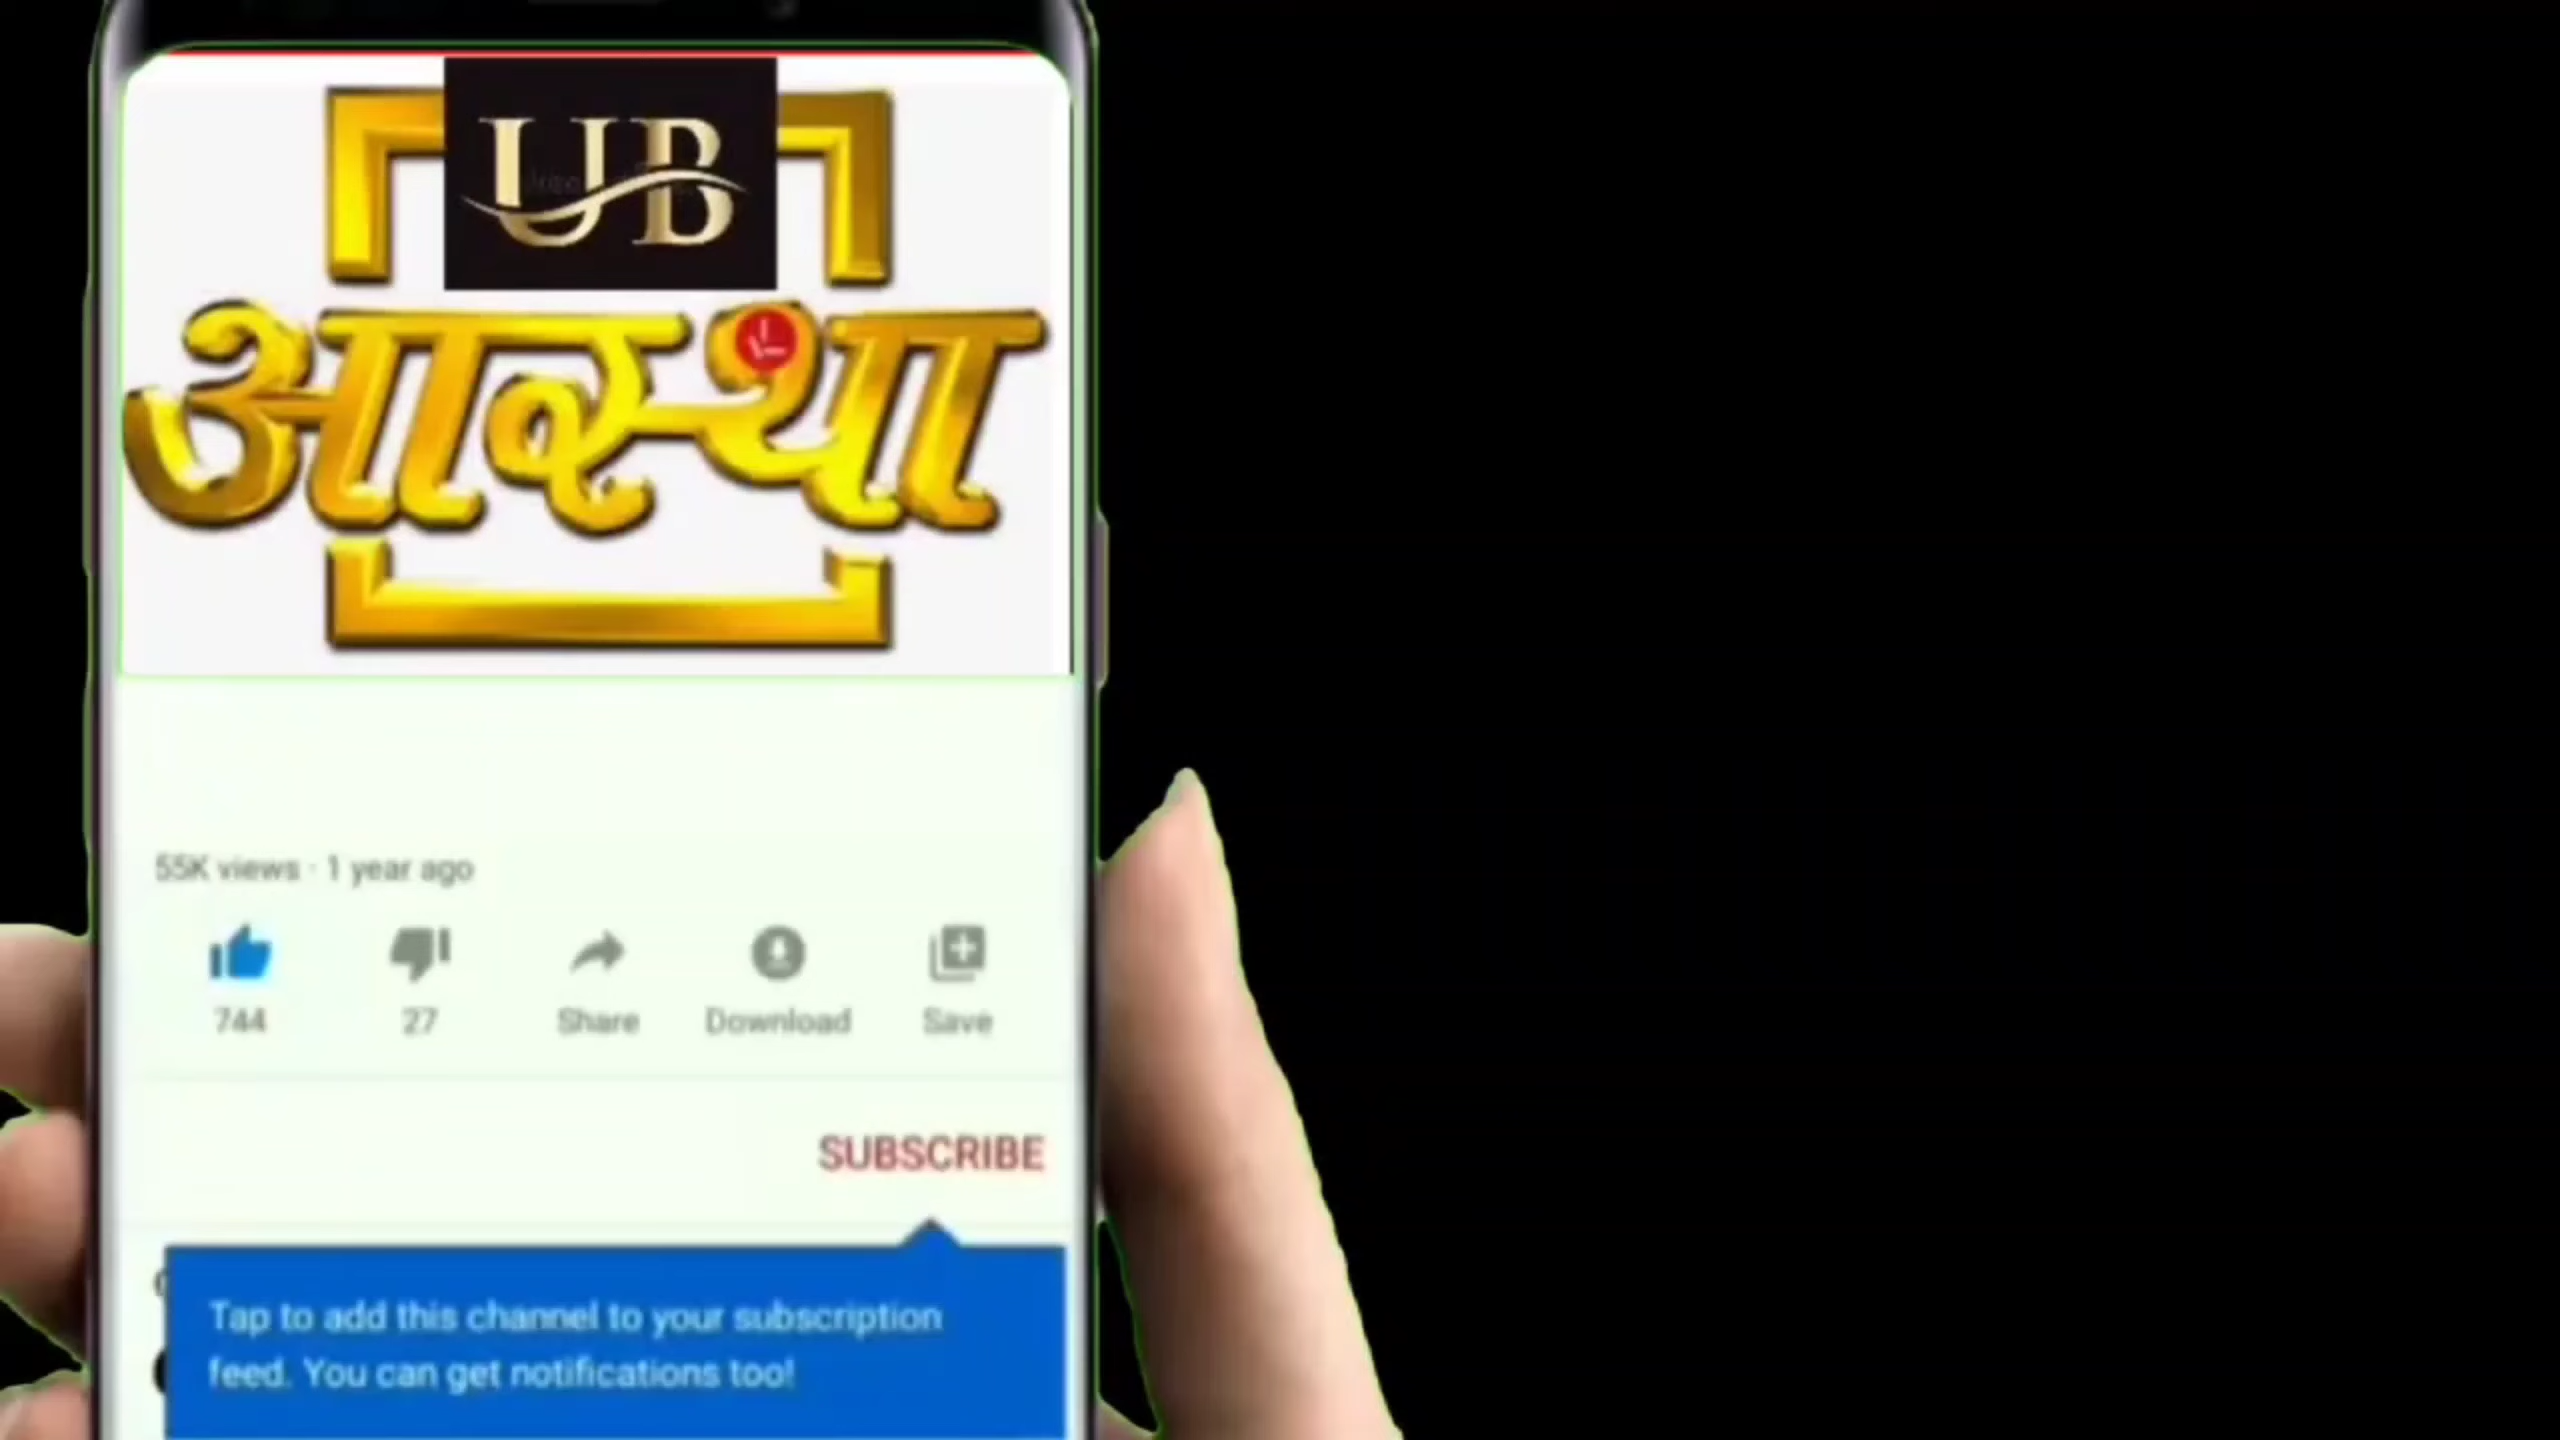 UB
आस्था
55K views · 1 year ago
744 27 Share Download Save
SUBSCRIBE
Tap to add this channel to your subscription
feed. You can get notifications too!